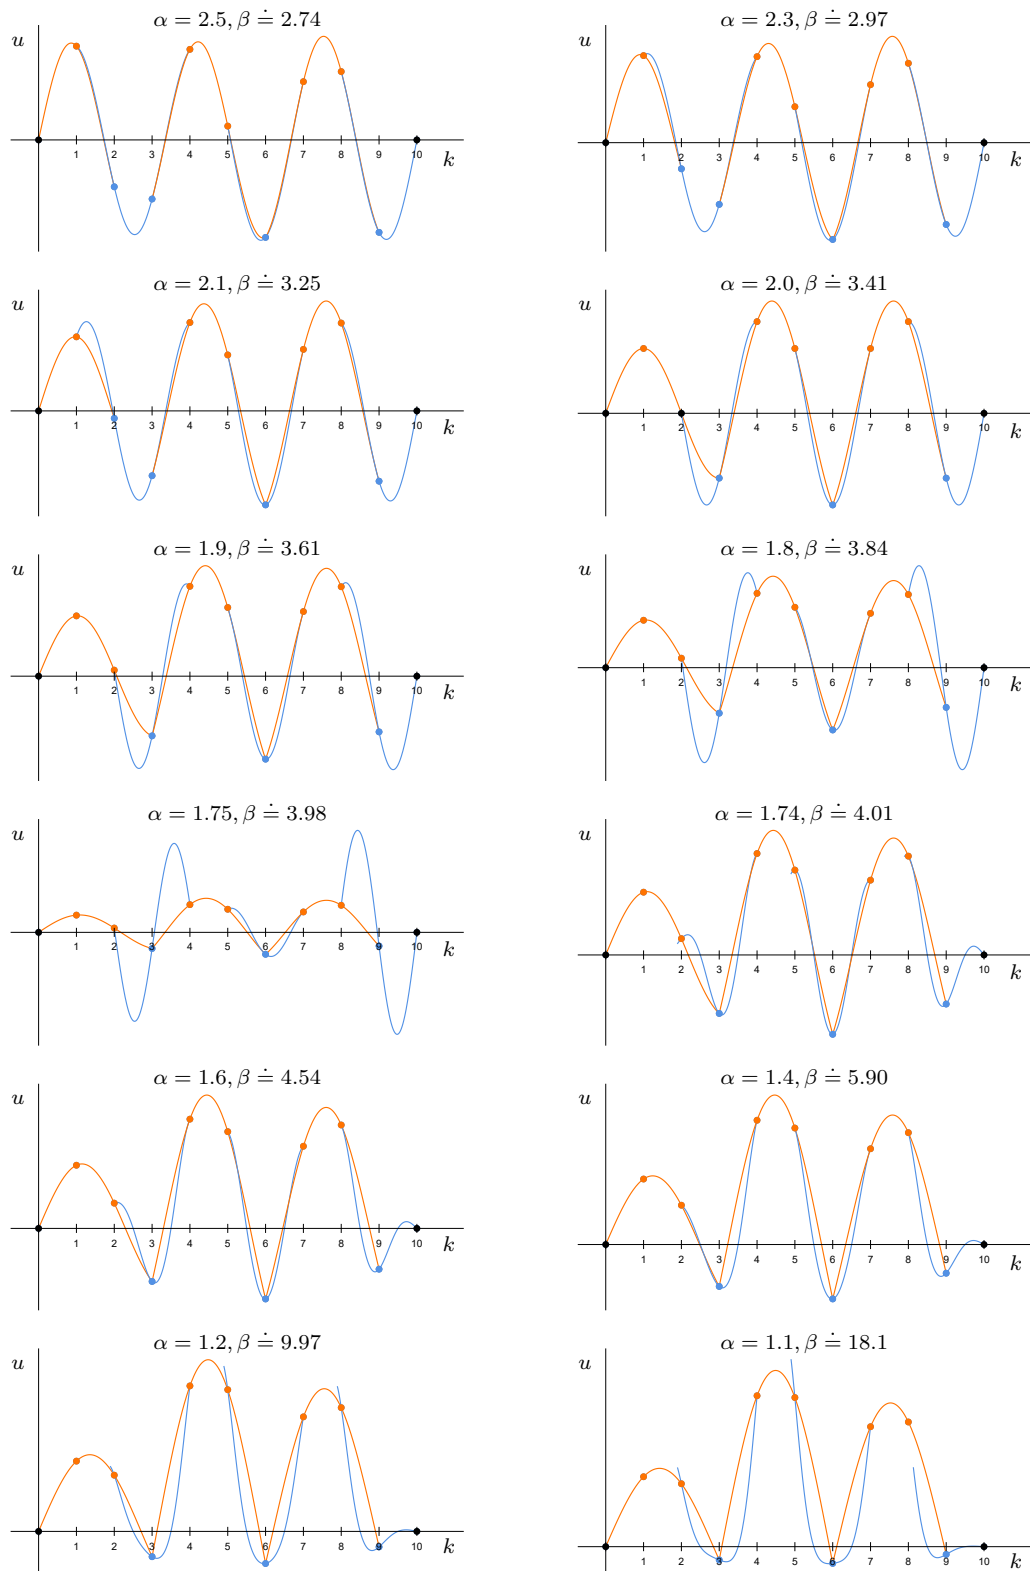 α = 2.5, β ≐ 2.74
u
1 2 3 4 5 6 7 8 9 10
k
α = 2.3, β ≐ 2.97
u
1 2 3 4 5 6 7 8 9 10
k
α = 2.1, β ≐ 3.25
u
1 2 3 4 5 6 7 8 9 10
k
α = 2.0, β ≐ 3.41
u
1 2 3 4 5 6 7 8 9 10
k
α = 1.9, β ≐ 3.61
u
1 2 3 4 5 6 7 8 9 10
k
α = 1.8, β ≐ 3.84
u
1 2 3 4 5 6 7 8 9 10
k
α = 1.75, β ≐ 3.98
u
1 2 3 4 5 6 7 8 9 10
k
α = 1.74, β ≐ 4.01
u
1 2 3 4 5 6 7 8 9 10
k
α = 1.6, β ≐ 4.54
u
1 2 3 4 5 6 7 8 9 10
k
α = 1.4, β ≐ 5.90
u
1 2 3 4 5 6 7 8 9 10
k
α = 1.2, β ≐ 9.97
u
1 2 3 4 5 6 7 8 9 10
k
α = 1.1, β ≐ 18.1
u
1 2 3 4 5 6 7 8 9 10
k